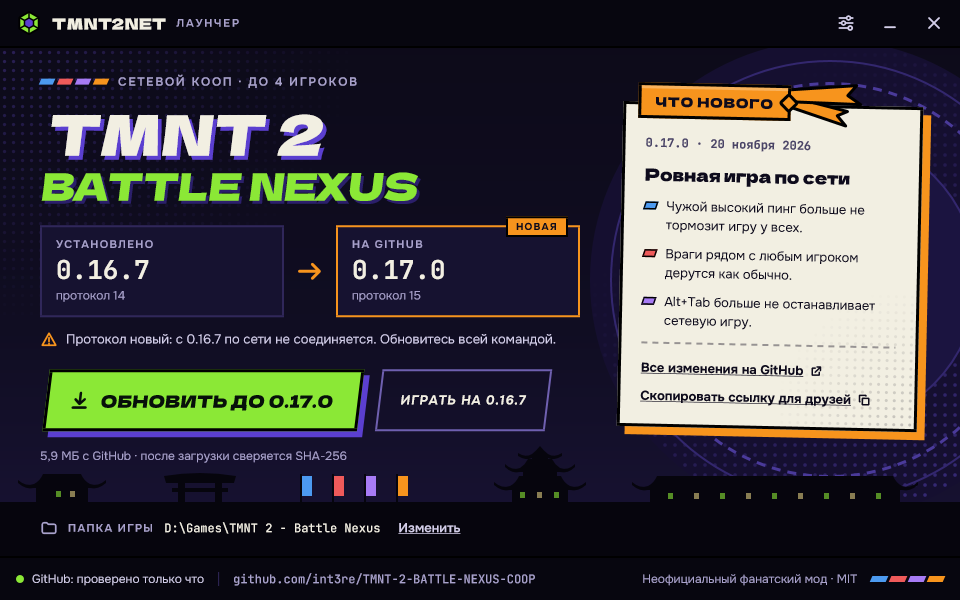 TMNT2NET ЛАУНЧЕР
СЕТЕВОЙ КООП · ДО 4 ИГРОКОВ
TMNT 2
BATTLE NEXUS
УСТАНОВЛЕНО
0.16.7
протокол 14
НОВАЯ
НА GITHUB
0.17.0
протокол 15
Протокол новый: с 0.16.7 по сети не соединяется. Обновитесь всей командой.
ОБНОВИТЬ ДО 0.17.0
ИГРАТЬ НА 0.16.7
5,9 МБ с GitHub · после загрузки сверяется SHA-256
ЧТО НОВОГО
0.17.0 · 20 ноября 2026
Ровная игра по сети
Чужой высокий пинг больше не
тормозит игру у всех.
Враги рядом с любым игроком
дерутся как обычно.
Alt+Tab больше не останавливает
сетевую игру.
Все изменения на GitHub
Скопировать ссылку для друзей
ПАПКА ИГРЫ D:\Games\TMNT 2 - Battle Nexus Изменить
GitHub: проверено только что github.com/int3re/TMNT-2-BATTLE-NEXUS-COOP
Неофициальный фанатский мод · MIT